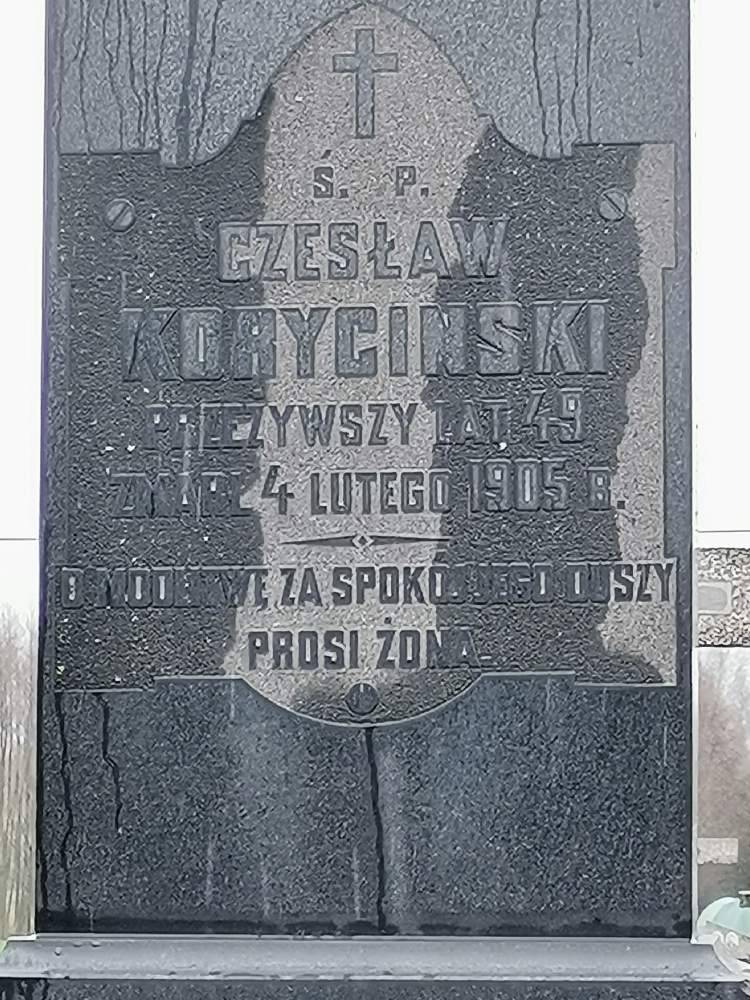 Ś. P.
CZESŁAW
KORYCINSKI
PRZEŻYWSZY LAT 49
ZMARŁ 4 LUTEGO 1905 R.
O MODLITWĘ ZA SPOKÓJ JEGO DUSZY
PROSI ŻONA.